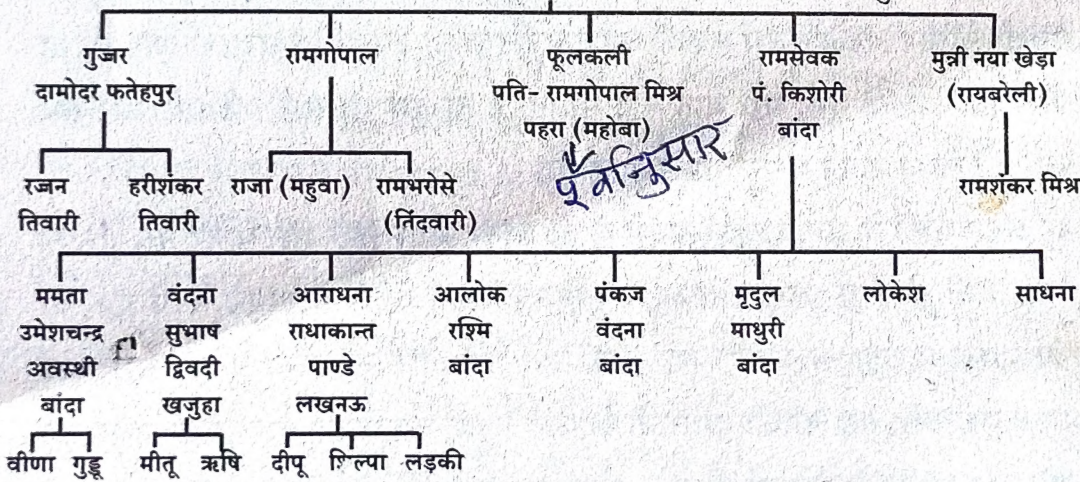 गुज्जर रामगोपाल फूलकली रामसेवक मुन्नी नया खेड़ा
दामोदर फतेहपुर पति- रामगोपाल मिश्र पं. किशोरी (रायबरेली)
पहरा (महोबा) बांदा
पूर्वानुसार
रज्जन हरीशंकर राजा (महुवा) रामभरोसे रामशंकर मिश्र
तिवारी तिवारी (तिंदवारी)
ममता वंदना आराधना आलोक पंकज मृदुल लोकेश साधना
उमेशचन्द्र सुभाष राधाकान्त रश्मि वंदना माधुरी
अवस्थी द्विवदी पाण्डे बांदा बांदा बांदा
बांदा खजुहा लखनऊ
वीणा गुड्डू मीतू ऋषि दीपू शिल्पा लड़की